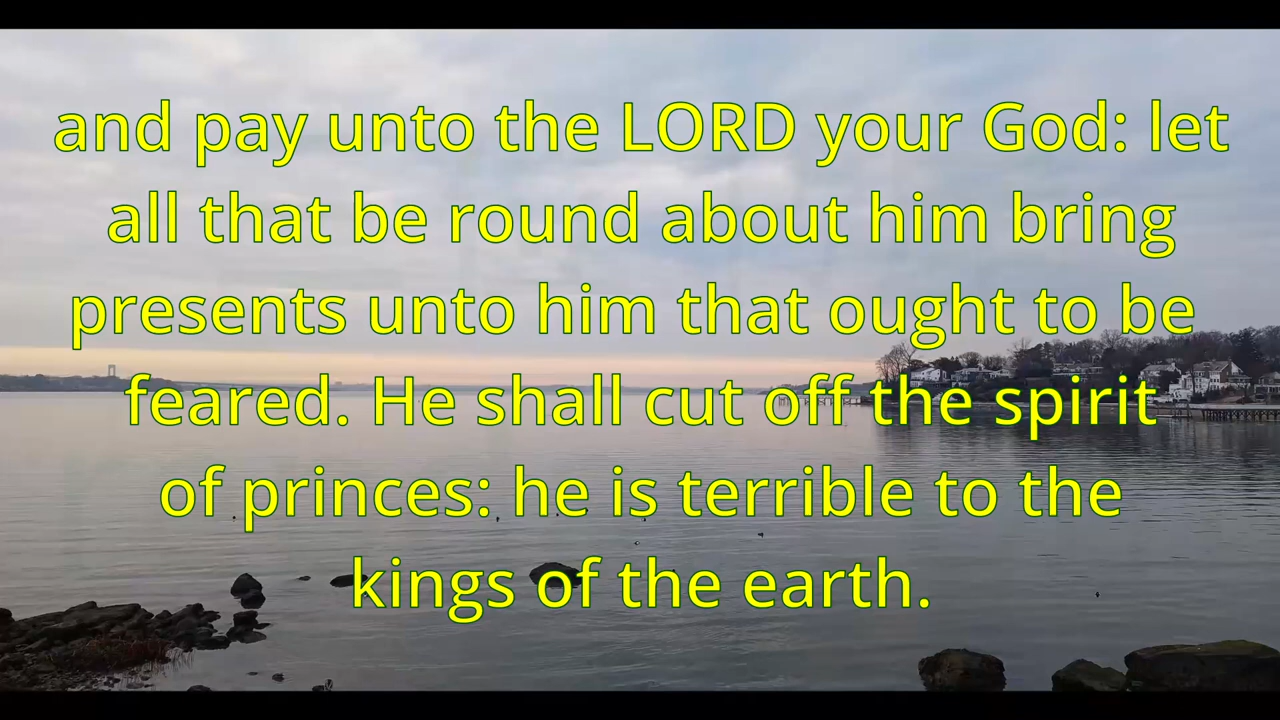 and pay unto the LORD your God: let
all that be round about him bring
presents unto him that ought to be
feared. He shall cut off the spirit
of princes: he is terrible to the
kings of the earth.